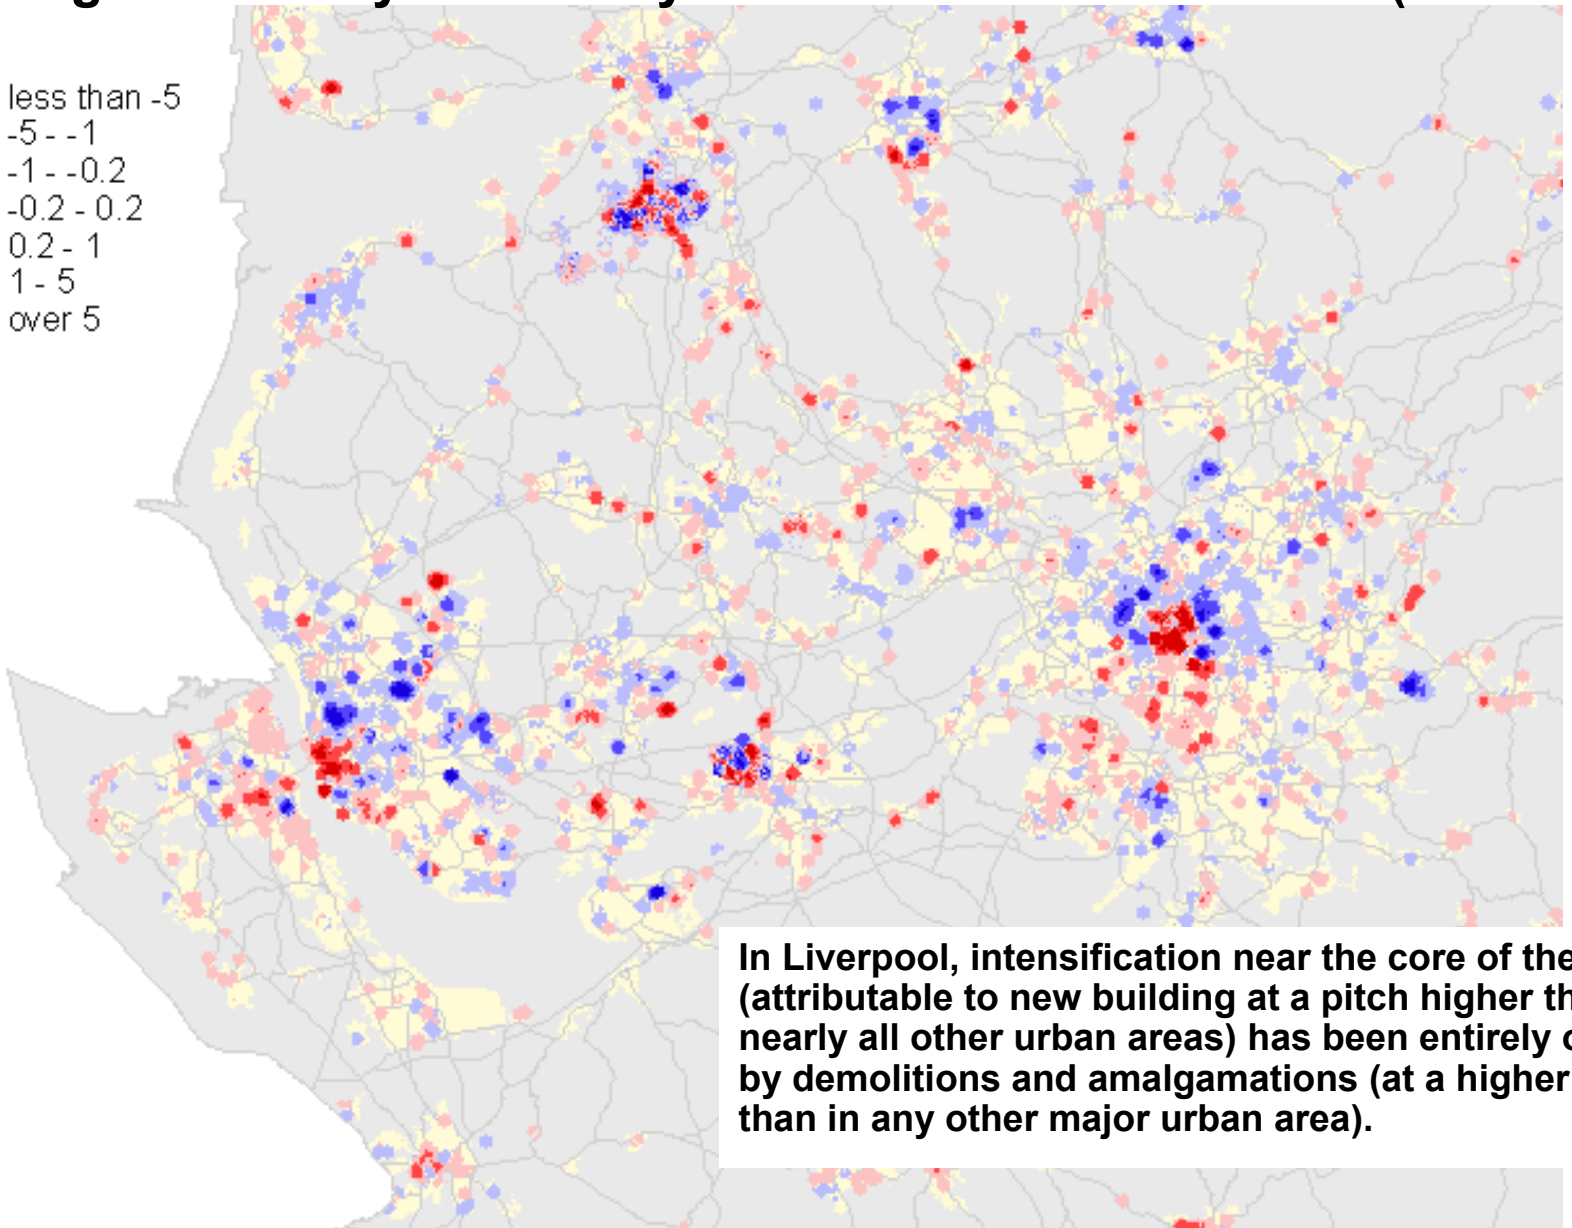 less than -5
-5 - -1
-1 - -0.2
-0.2 - 0.2
0.2 - 1
1 - 5
over 5
In Liverpool, intensification near the core of the
(attributable to new building at a pitch higher
nearly all other urban areas) has been entirely
by demolitions and amalgamations (at a higher
than in any other major urban area).